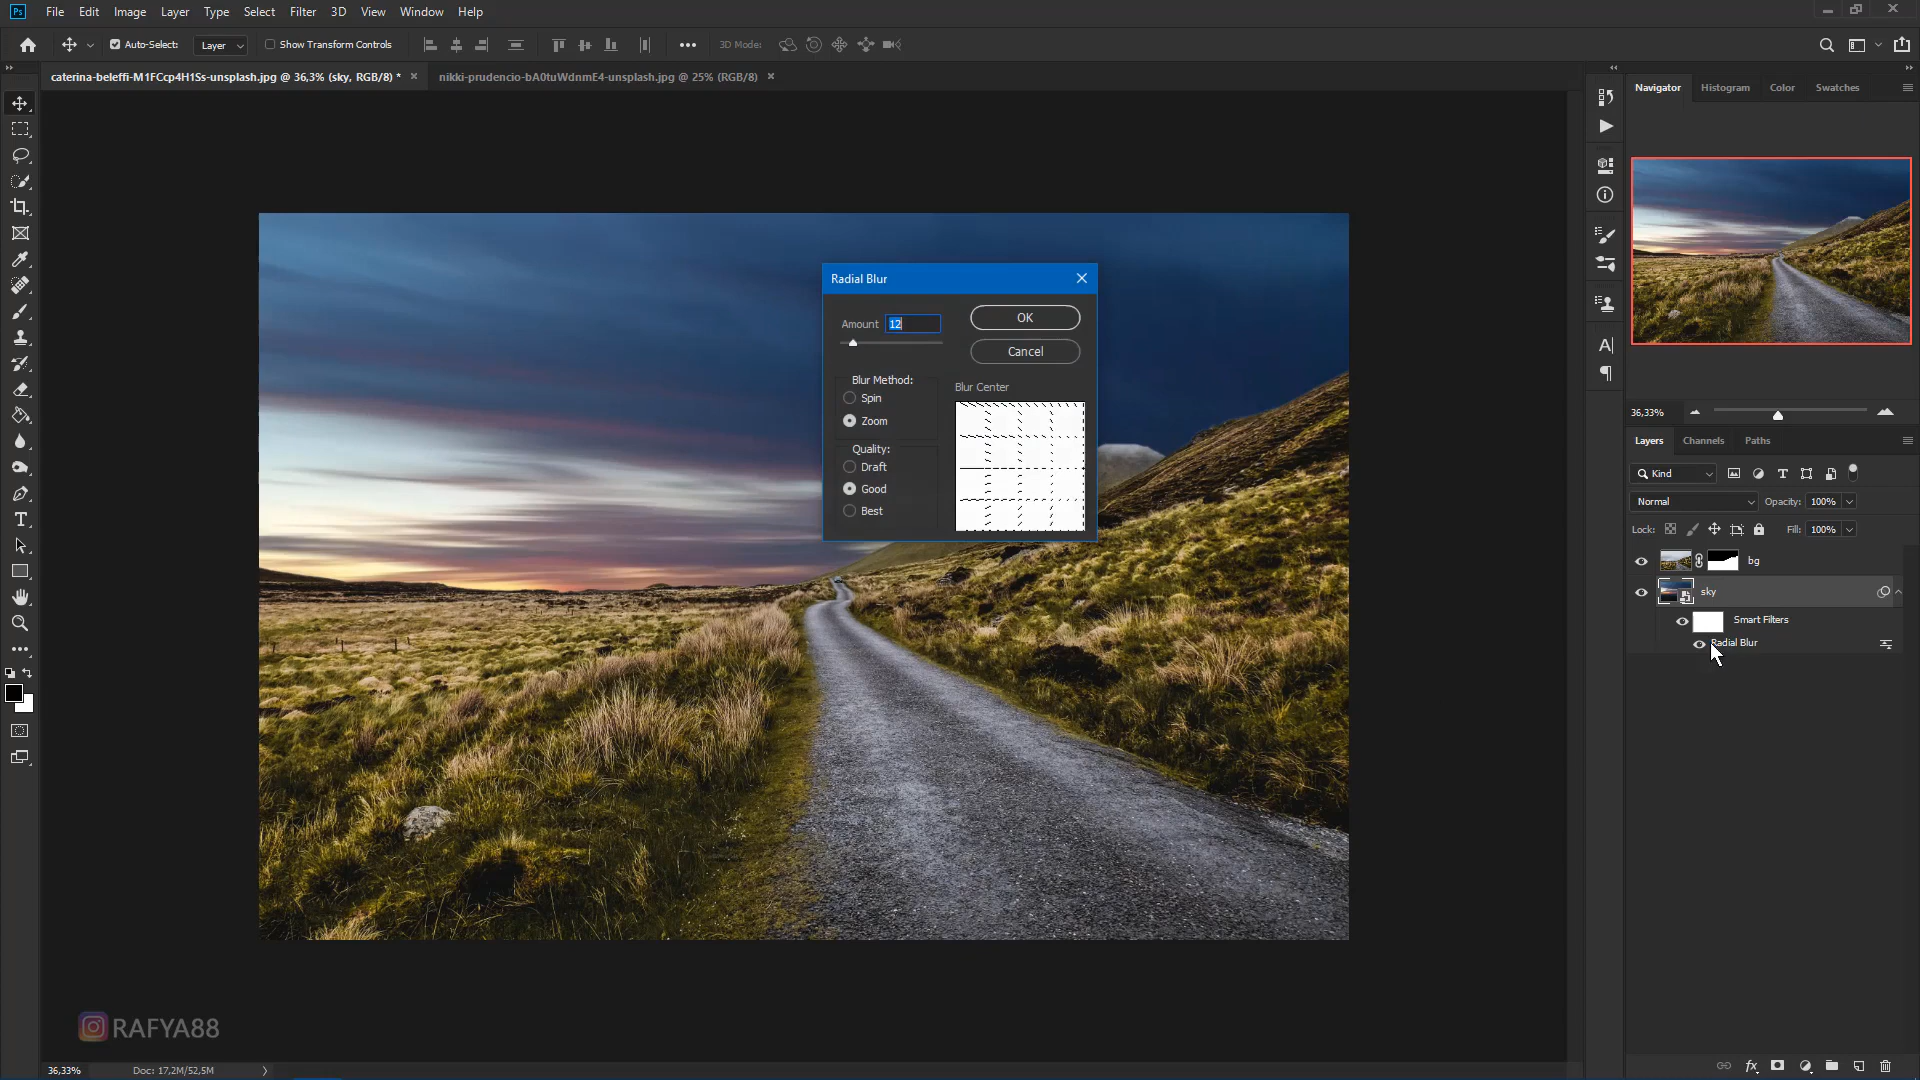 Ps File Edit Image Layer Type Select Filter 3D View Window Help
Auto-Select: Layer Show Transform Controls 3D Mode:
caterina-beleffi-M1FCcp4H1Ss-unsplash.jpg @ 36,3% (sky, RGB/8) *
nikki-prudencio-bA0tuWdnmE4-unsplash.jpg @ 25% (RGB/8)
Navigator Histogram Color Swatches
Radial Blur
Amount 12
OK
Cancel
Blur Method:
Spin
Zoom
Quality:
Draft
Good
Best
Blur Center
36,33%
Layers Channels Paths
Kind
Normal Opacity: 100%
Lock: Fill: 100%
bg
sky
Smart Filters
Radial Blur
RAFYA88
36,33% Doc: 17,2M/52,5M